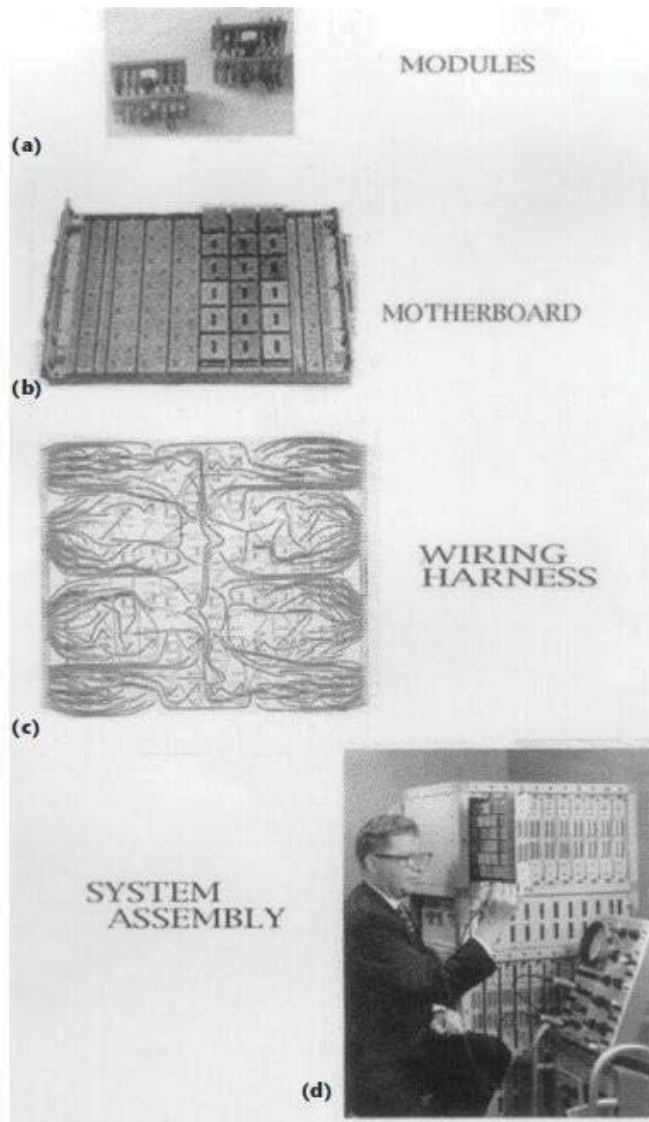 MODULES
(a)
MOTHERBOARD
(b)
WIRING
HARNESS
(c)
SYSTEM
ASSEMBLY
(d)